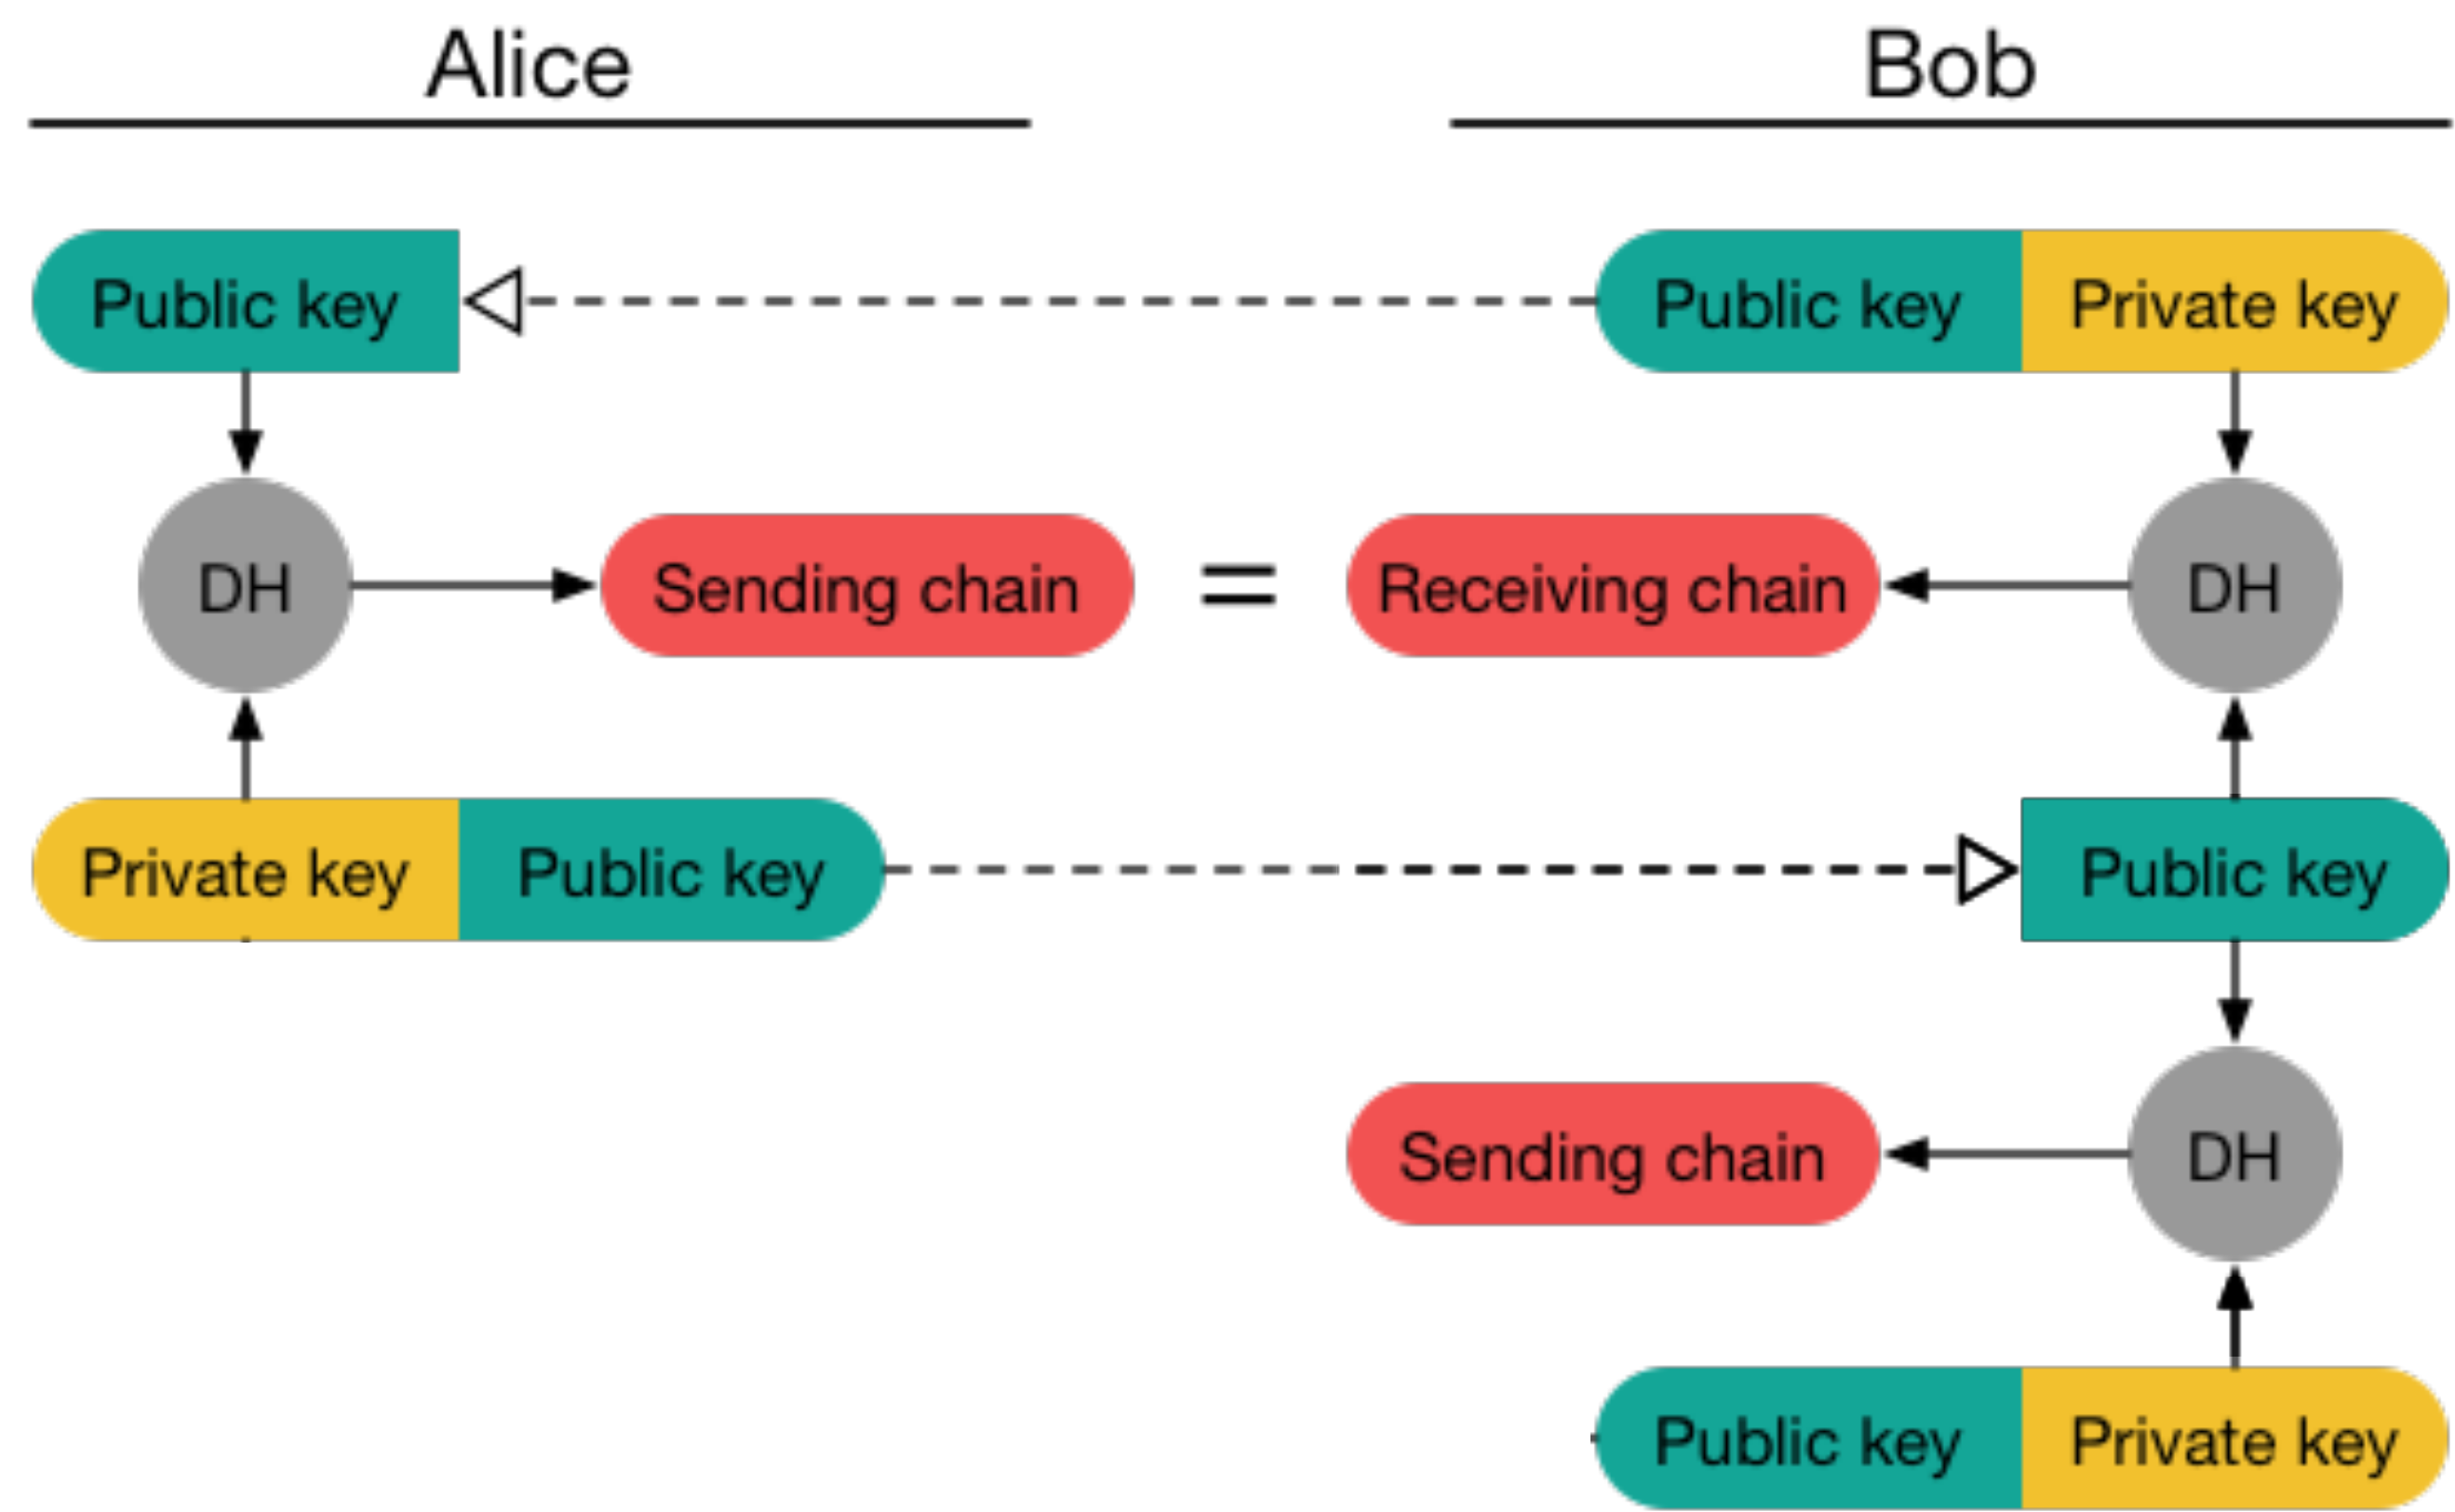 Alice
Bob
Public key
Public key
Private key
DH
Sending chain
=
Receiving chain
DH
Private key
Public key
Public key
Sending chain
DH
Public key
Private key